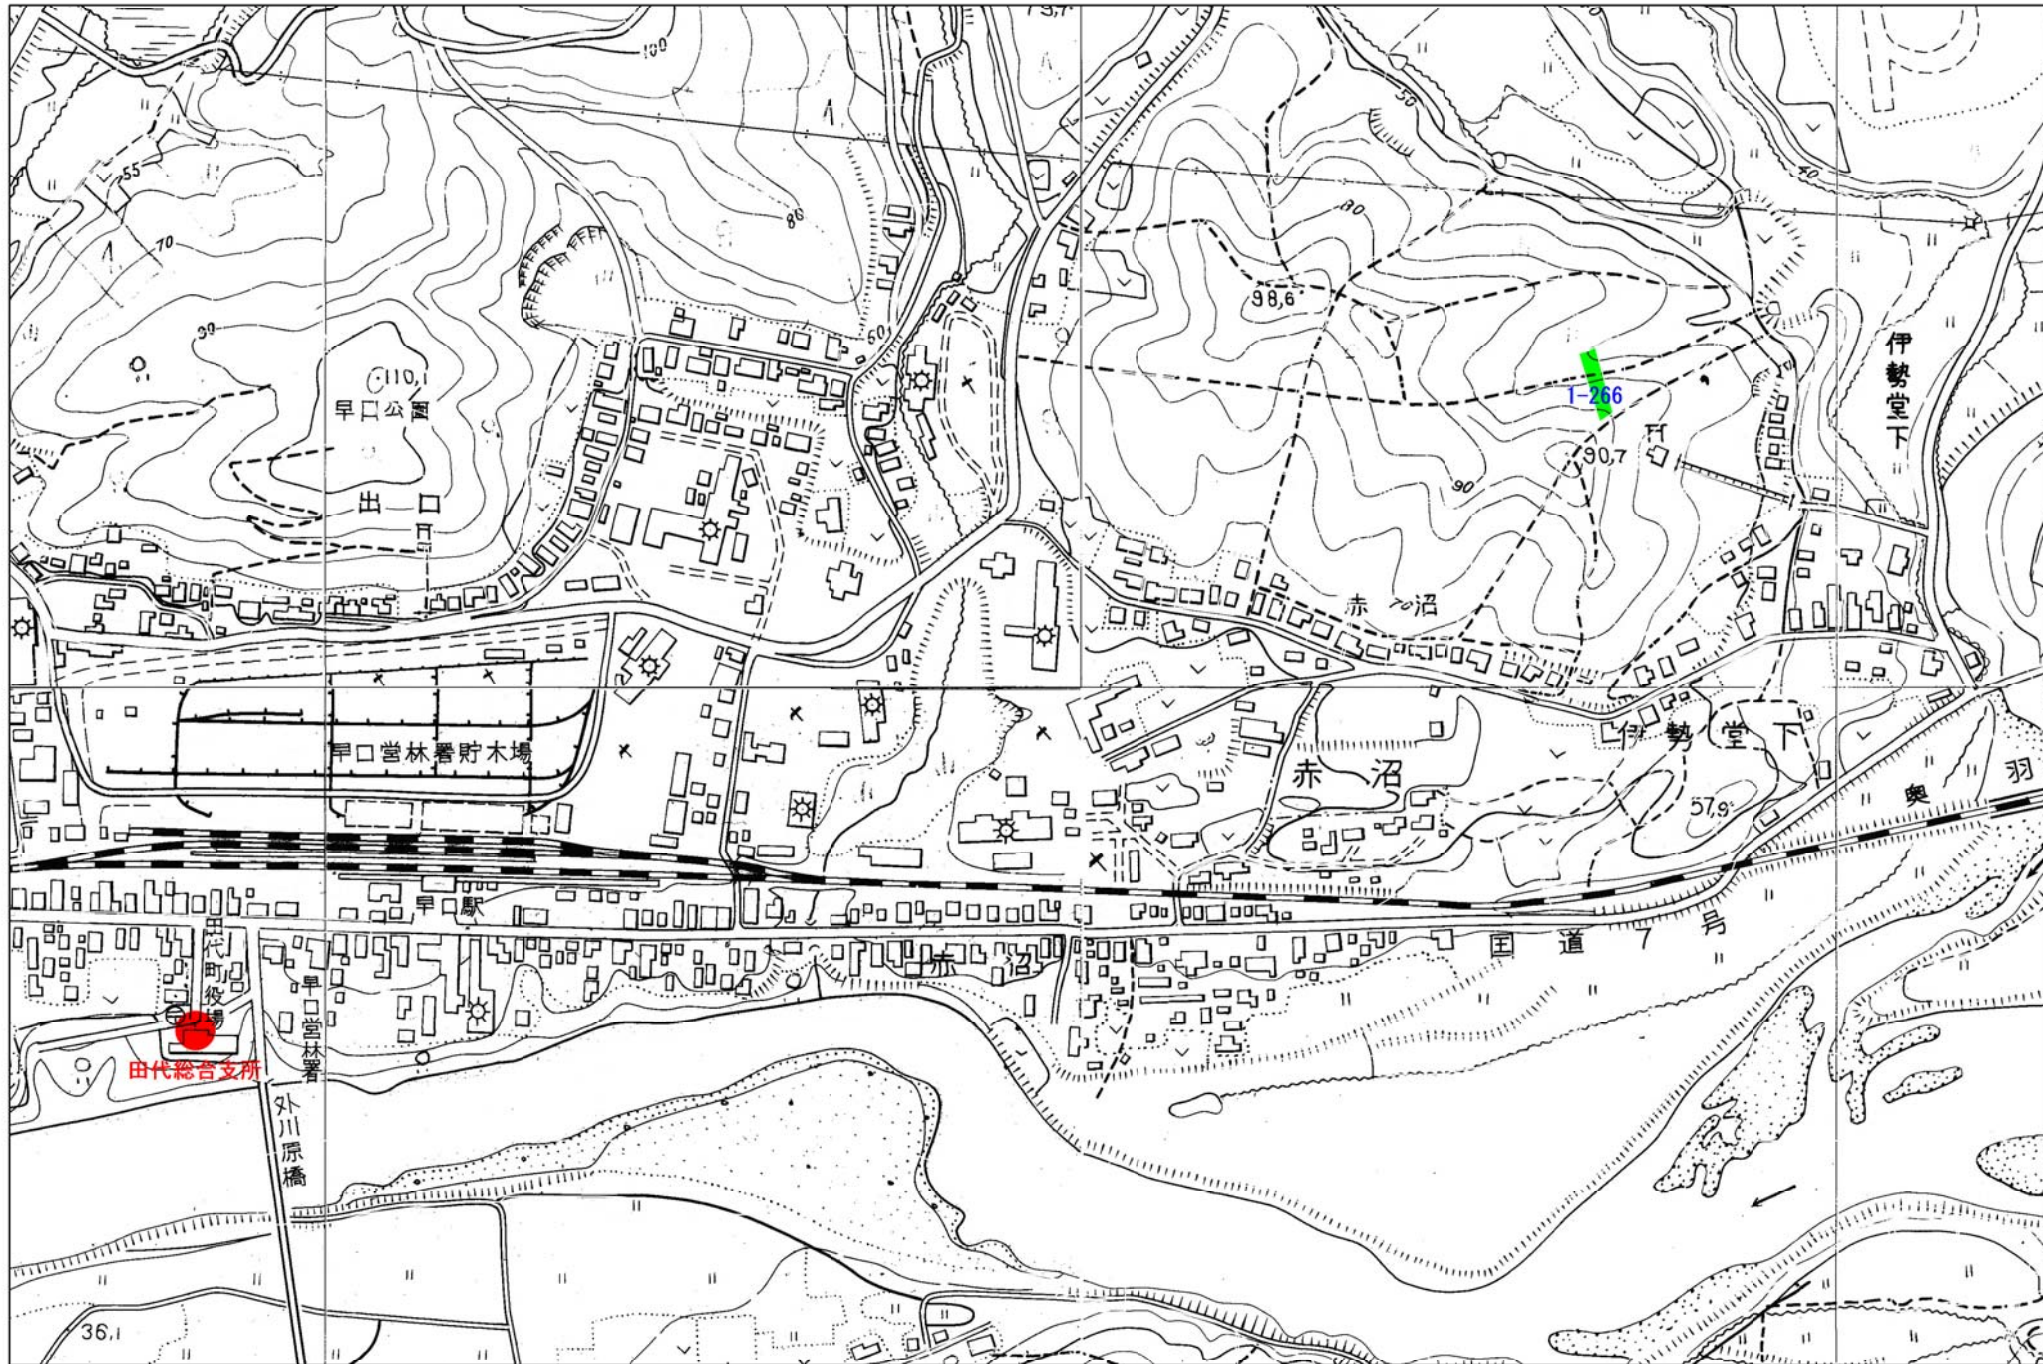 100
50
55
40
80
70
80
98,6
60
90
110,1
早口公園
1-266
伊勢堂下
90,7
90
出口
赤沼
70
伊勢堂下
早口営林署貯木場
赤沼
57,9
奥羽
早口駅
田代町役場
国道7号
赤沼
早口営林署
田代総合支所
外川原橋
36,1